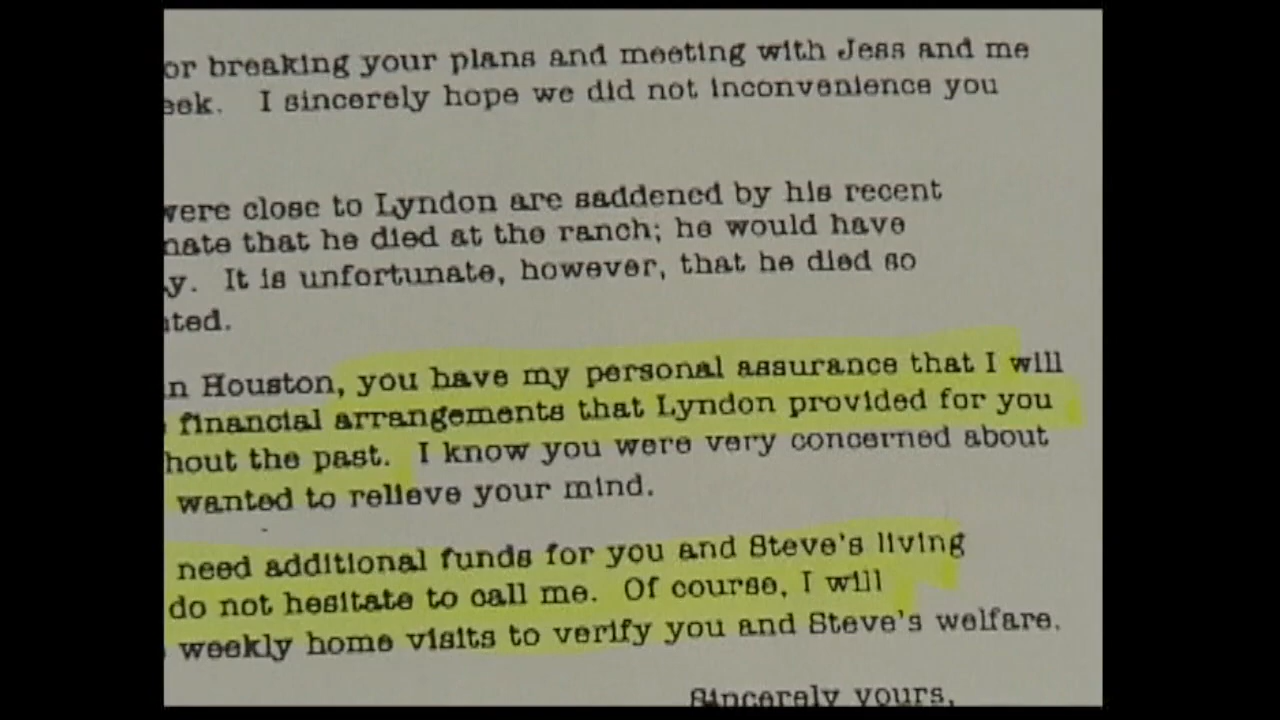 or breaking your plans and meeting with Jess and me
eek. I sincerely hope we did not inconvenience you
were close to Lyndon are saddened by his recent
nate that he died at the ranch; he would have
y. It is unfortunate, however, that he died so
ted.
n Houston, you have my personal assurance that I will
financial arrangements that Lyndon provided for you
hout the past. I know you were very concerned about
wanted to relieve your mind.
need additional funds for you and Steve's living
do not hesitate to call me. Of course, I will
weekly home visits to verify you and Steve's welfare.
Sincerely yours,